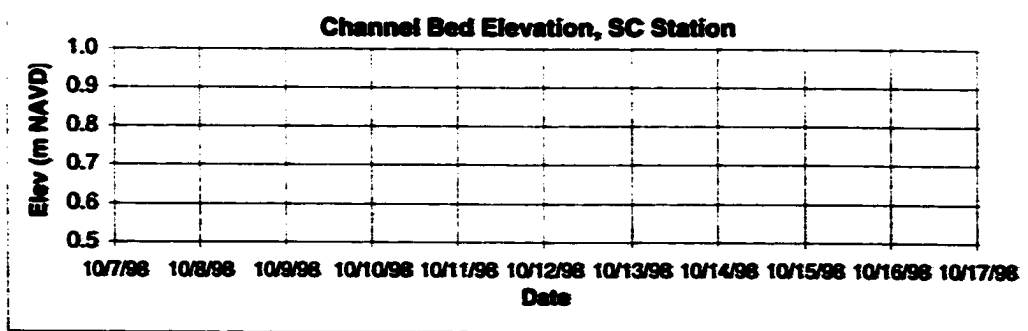 Channel Bed Elevation, SC Station
1.0
0.9
0.8
0.7
0.6
0.5
Elev (m NAVD)
10/7/98 10/8/98 10/9/98 10/10/98 10/11/98 10/12/98 10/13/98 10/14/98 10/15/98 10/16/98 10/17/98
Date